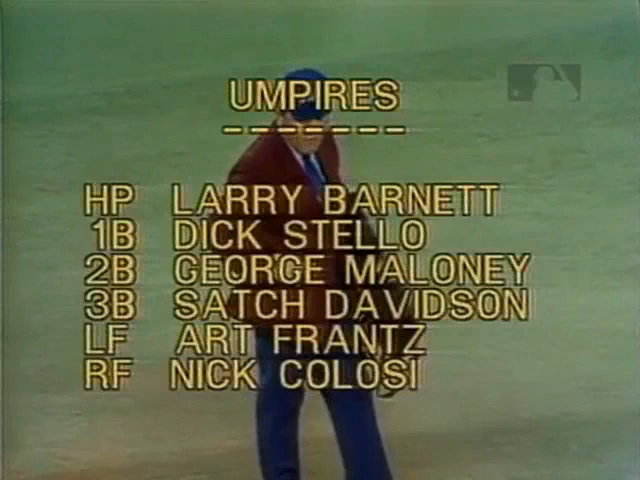 UMPIRES
-------
HP LARRY BARNETT
1B DICK STELLO
2B GEORGE MALONEY
3B SATCH DAVIDSON
LF ART FRANTZ
RF NICK COLOSI